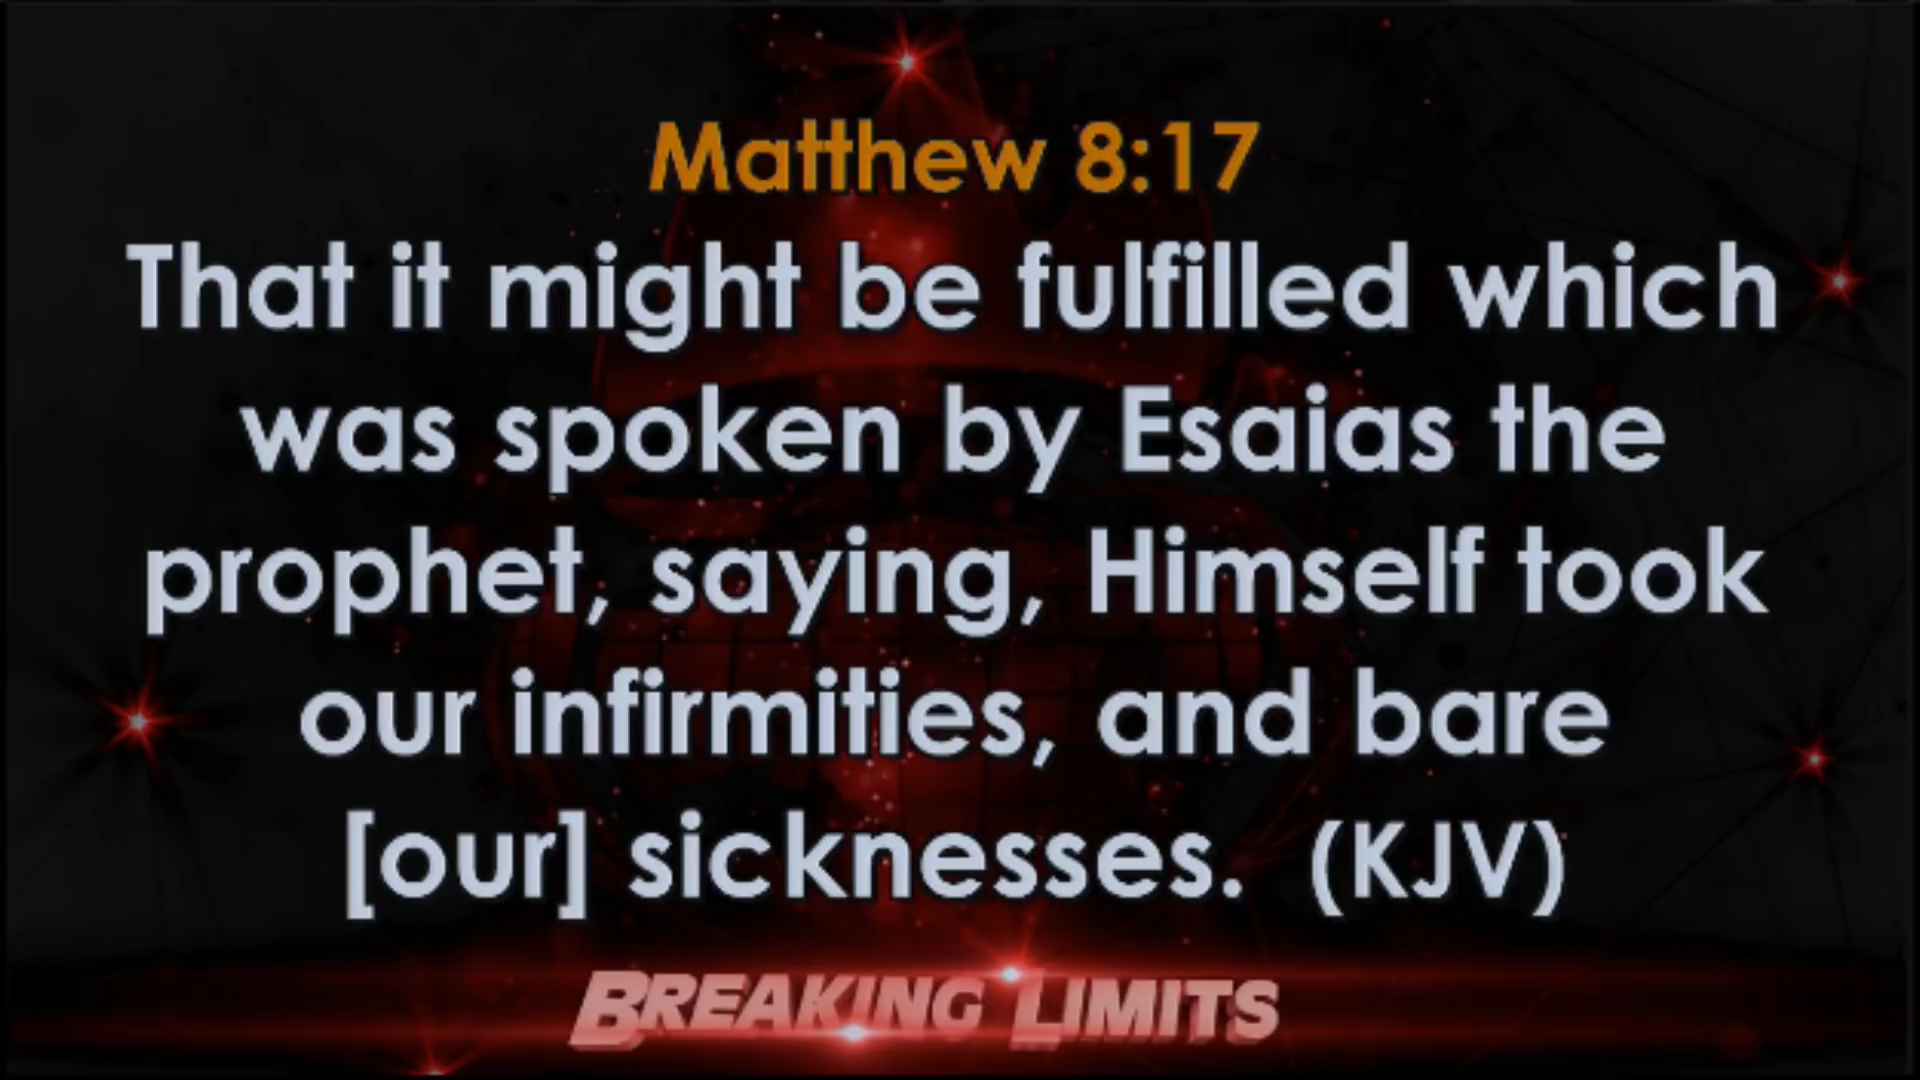 Matthew 8:17
That it might be fulfilled which
was spoken by Esaias the
prophet, saying, Himself took
our infirmities, and bare
[our] sicknesses.  (KJV)
BREAKING LIMITS